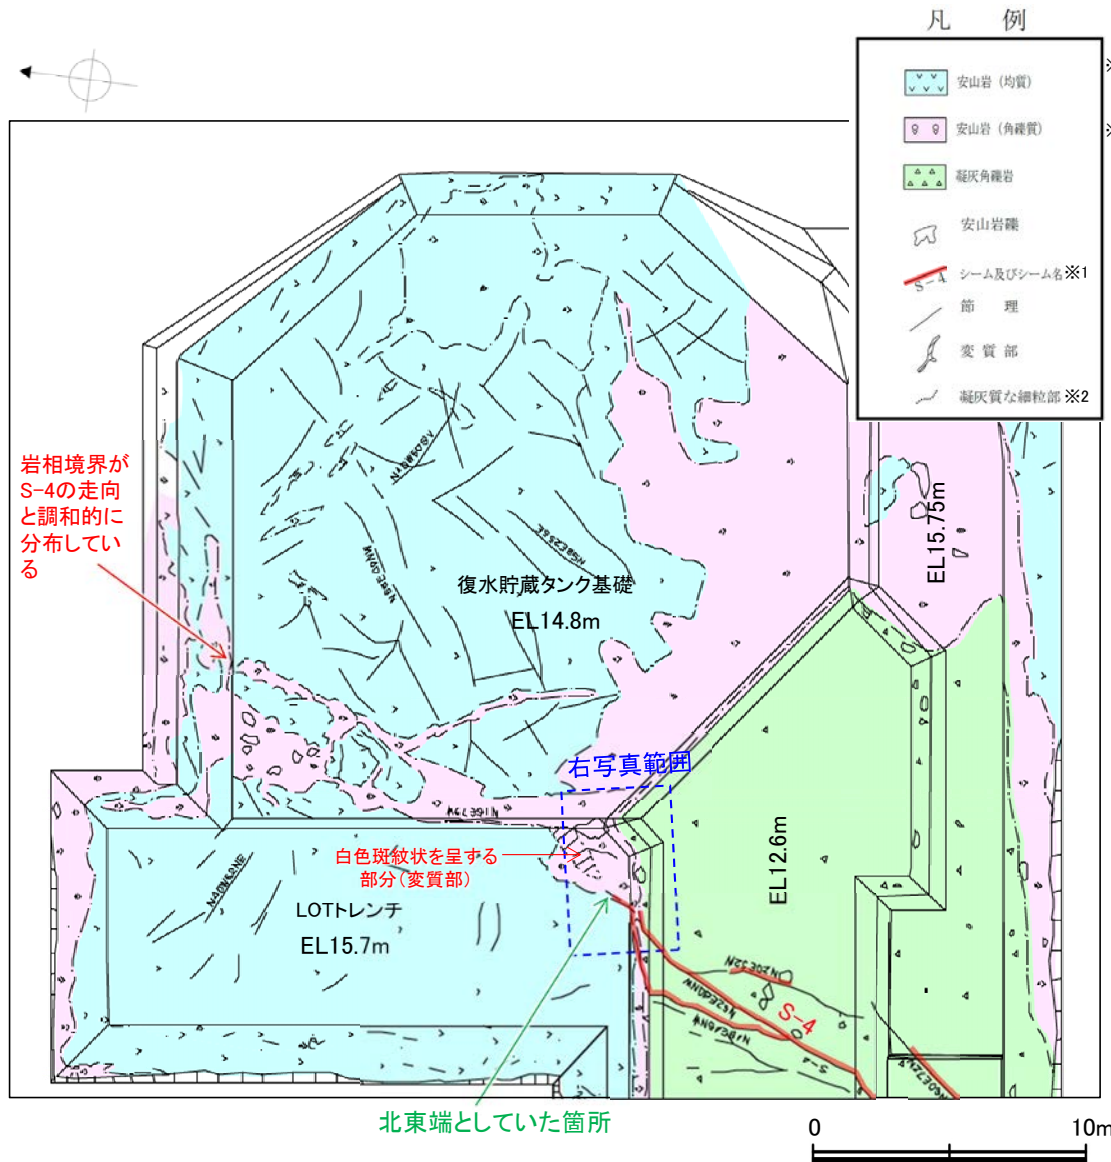 凡　例
安山岩（均質）
安山岩（角礫質）
凝灰角礫岩
安山岩礫
S-4
シーム及びシーム名※1
節　理
変質部
凝灰質な細粒部※2
※
※
岩相境界が
S-4の走向
と調和的に
分布してい
る
復水貯蔵タンク基礎
EL14.8m
EL15.75m
右写真範囲
白色斑紋状を呈する
部分(変質部)
LOTトレンチ
EL15.7m
EL12.6m
N20E32N
S-4
S-4
北東端としていた箇所
0
10m